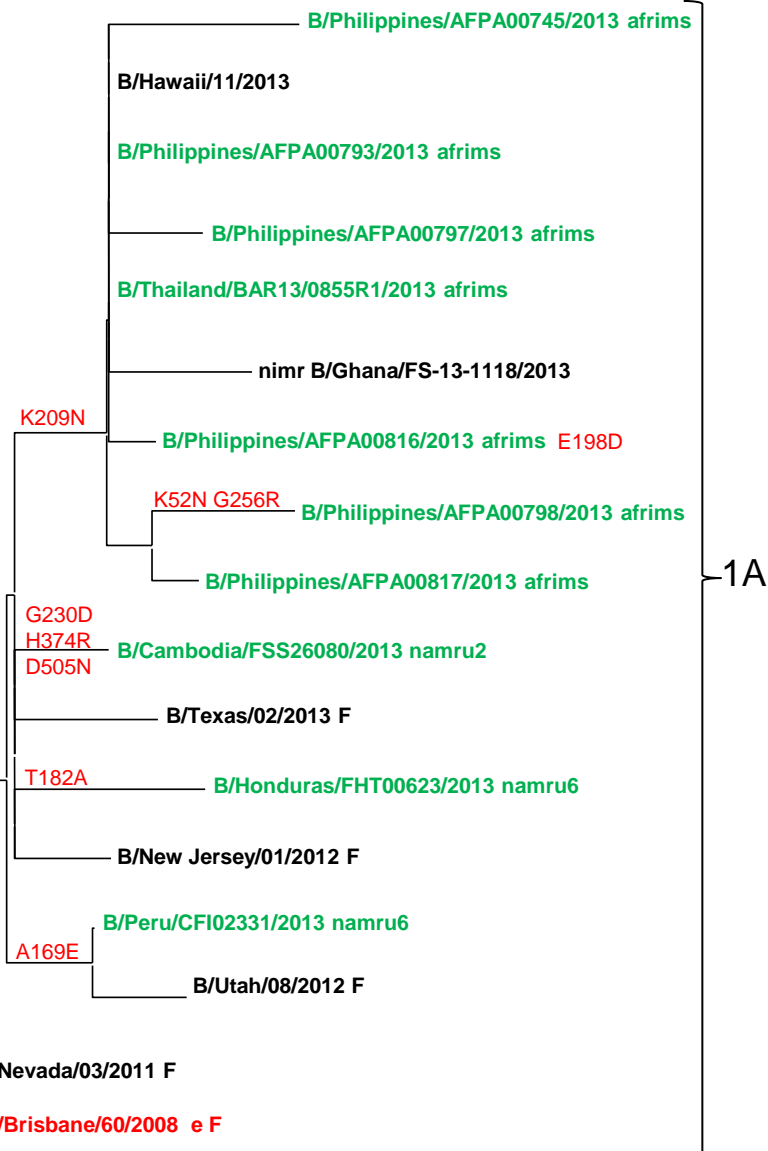 B/Philippines/AFPA00745/2013 afrims
B/Hawaii/11/2013
B/Philippines/AFPA00793/2013 afrims
B/Philippines/AFPA00797/2013 afrims
B/Thailand/BAR13/0855R1/2013 afrims
nimr B/Ghana/FS-13-1118/2013
K209N
B/Philippines/AFPA00816/2013 afrims E198D
K52N G256R
B/Philippines/AFPA00798/2013 afrims
1A
B/Philippines/AFPA00817/2013 afrims
G230D
H374R
D505N
B/Cambodia/FSS26080/2013 namru2
B/Texas/02/2013 F
T182A
B/Honduras/FHT00623/2013 namru6
B/New Jersey/01/2012 F
B/Peru/CFI02331/2013 namru6
A169E
B/Utah/08/2012 F
Nevada/03/2011 F
/Brisbane/60/2008 e F